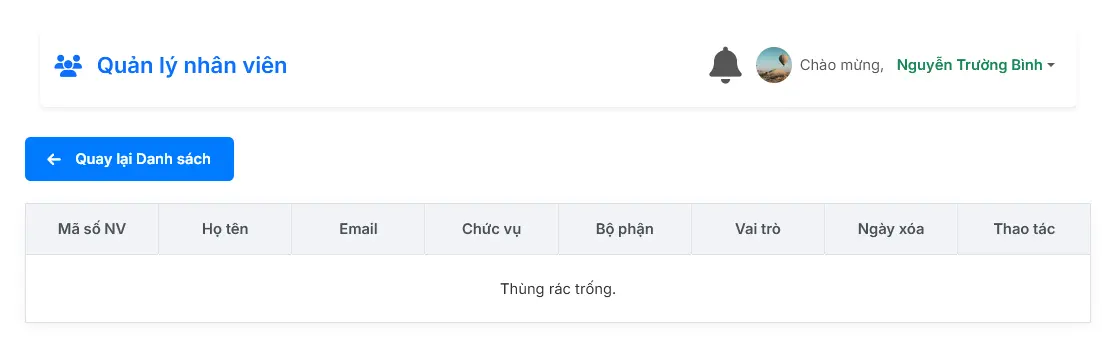 Quản lý nhân viên
Chào mừng, Nguyễn Trường Bình
Quay lại Danh sách
Mã số NV Họ tên Email Chức vụ Bộ phận Vai trò Ngày xóa Thao tác
Thùng rác trống.